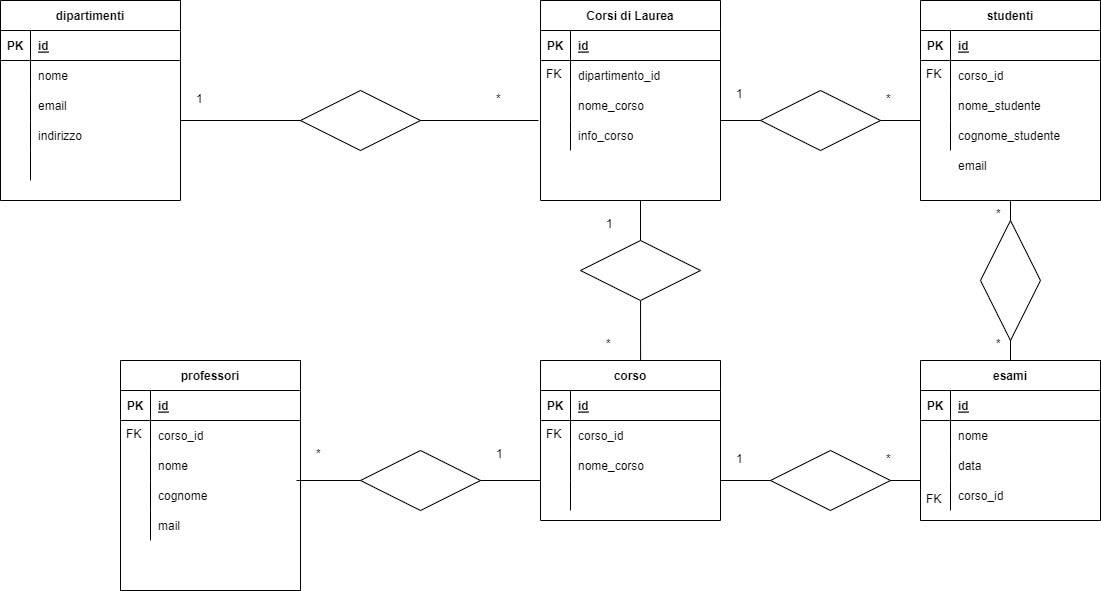 dipartimenti
PK id
nome
email
indirizzo
1
*
Corsi di Laurea
PK id
FK dipartimento_id
nome_corso
info_corso
1
*
studenti
PK id
FK corso_id
nome_studente
cognome_studente
email
1
*
*
*
professori
PK id
FK corso_id
nome
cognome
mail
*
1
corso
PK id
FK corso_id
nome_corso
1
*
esami
PK id
nome
data
FK corso_id